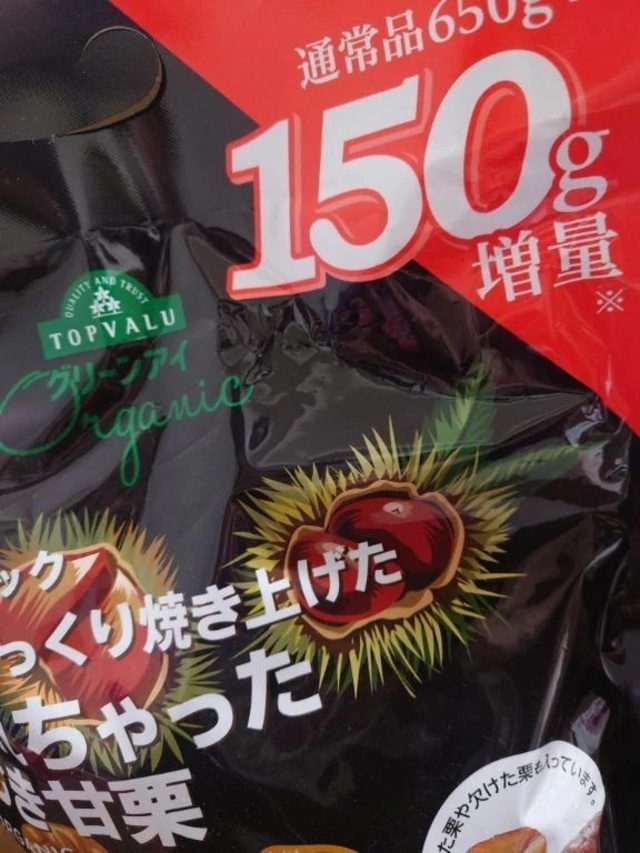 通常品650g
150g
増量※
QUALITY AND TRUST
TOPVALU
グリーンアイ
Organic
ック
っくり焼き上げた
ちゃった
き甘栗
た栗や欠けた栗も入っています。